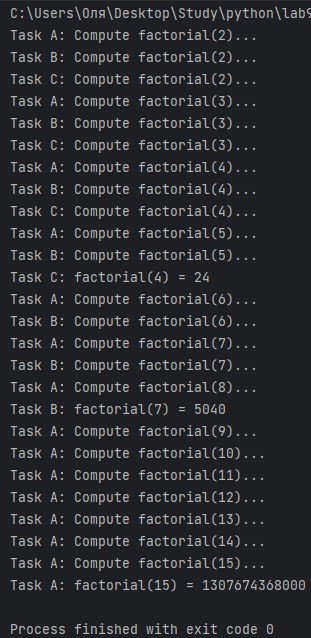 C:\Users\Оля\Desktop\Study\python\lab9
Task A: Compute factorial(2)...
Task B: Compute factorial(2)...
Task C: Compute factorial(2)...
Task A: Compute factorial(3)...
Task B: Compute factorial(3)...
Task C: Compute factorial(3)...
Task A: Compute factorial(4)...
Task B: Compute factorial(4)...
Task C: Compute factorial(4)...
Task A: Compute factorial(5)...
Task B: Compute factorial(5)...
Task C: factorial(4) = 24
Task A: Compute factorial(6)...
Task B: Compute factorial(6)...
Task A: Compute factorial(7)...
Task B: Compute factorial(7)...
Task A: Compute factorial(8)...
Task B: factorial(7) = 5040
Task A: Compute factorial(9)...
Task A: Compute factorial(10)...
Task A: Compute factorial(11)...
Task A: Compute factorial(12)...
Task A: Compute factorial(13)...
Task A: Compute factorial(14)...
Task A: Compute factorial(15)...
Task A: factorial(15) = 1307674368000
Process finished with exit code 0